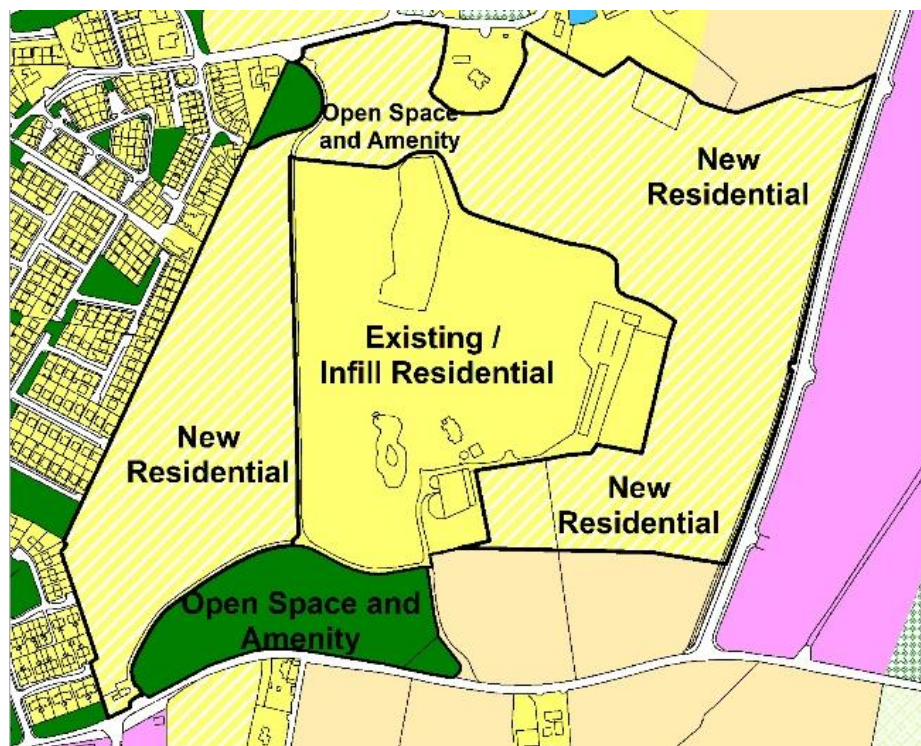 Open Space
and Amenity
New
Residential
Existing /
Infill Residential
New
Residential
New
Residential
Open Space and
Amenity